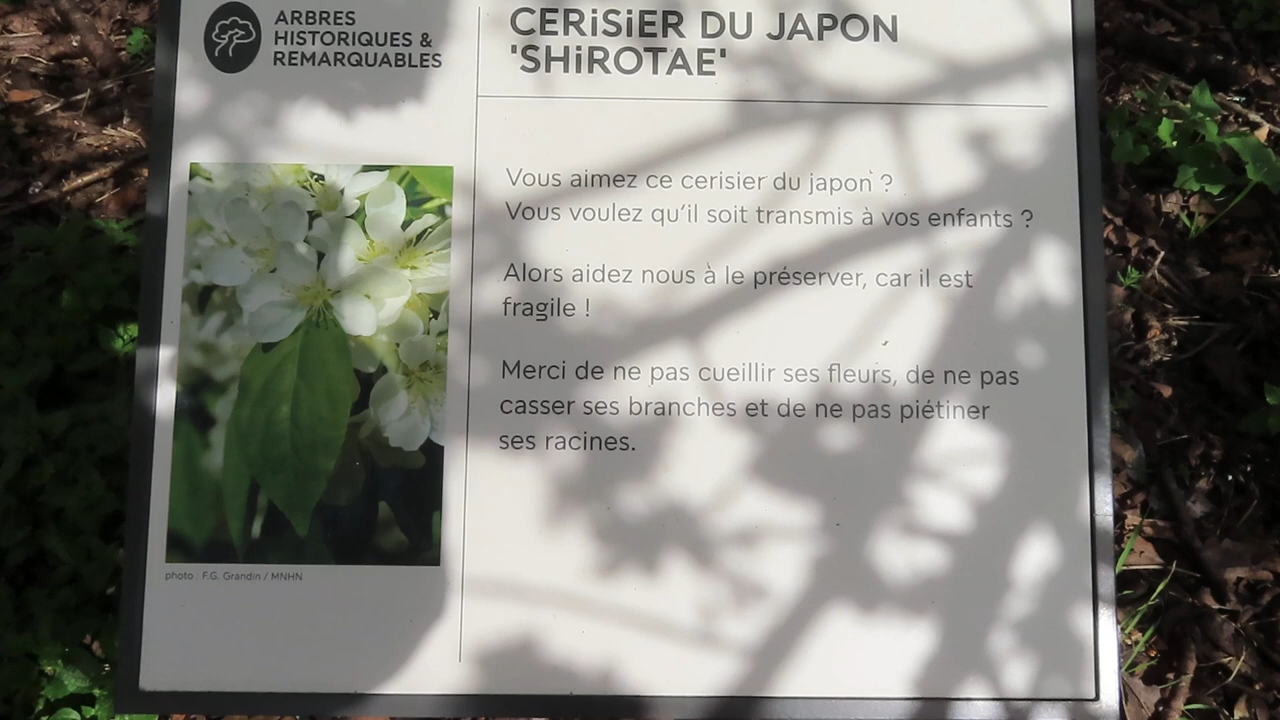 ARBRES
HISTORIQUES &
REMARQUABLES
CERiSiER DU JAPON
'SHiROTAE'
Vous aimez ce cerisier du japon ?
Vous voulez qu'il soit transmis à vos enfants ?
Alors aidez nous à le préserver, car il est
fragile !
Merci de ne pas cueillir ses fleurs, de ne pas
casser ses branches et de ne pas piétiner
ses racines.
photo : F.G. Grandin / MNHN